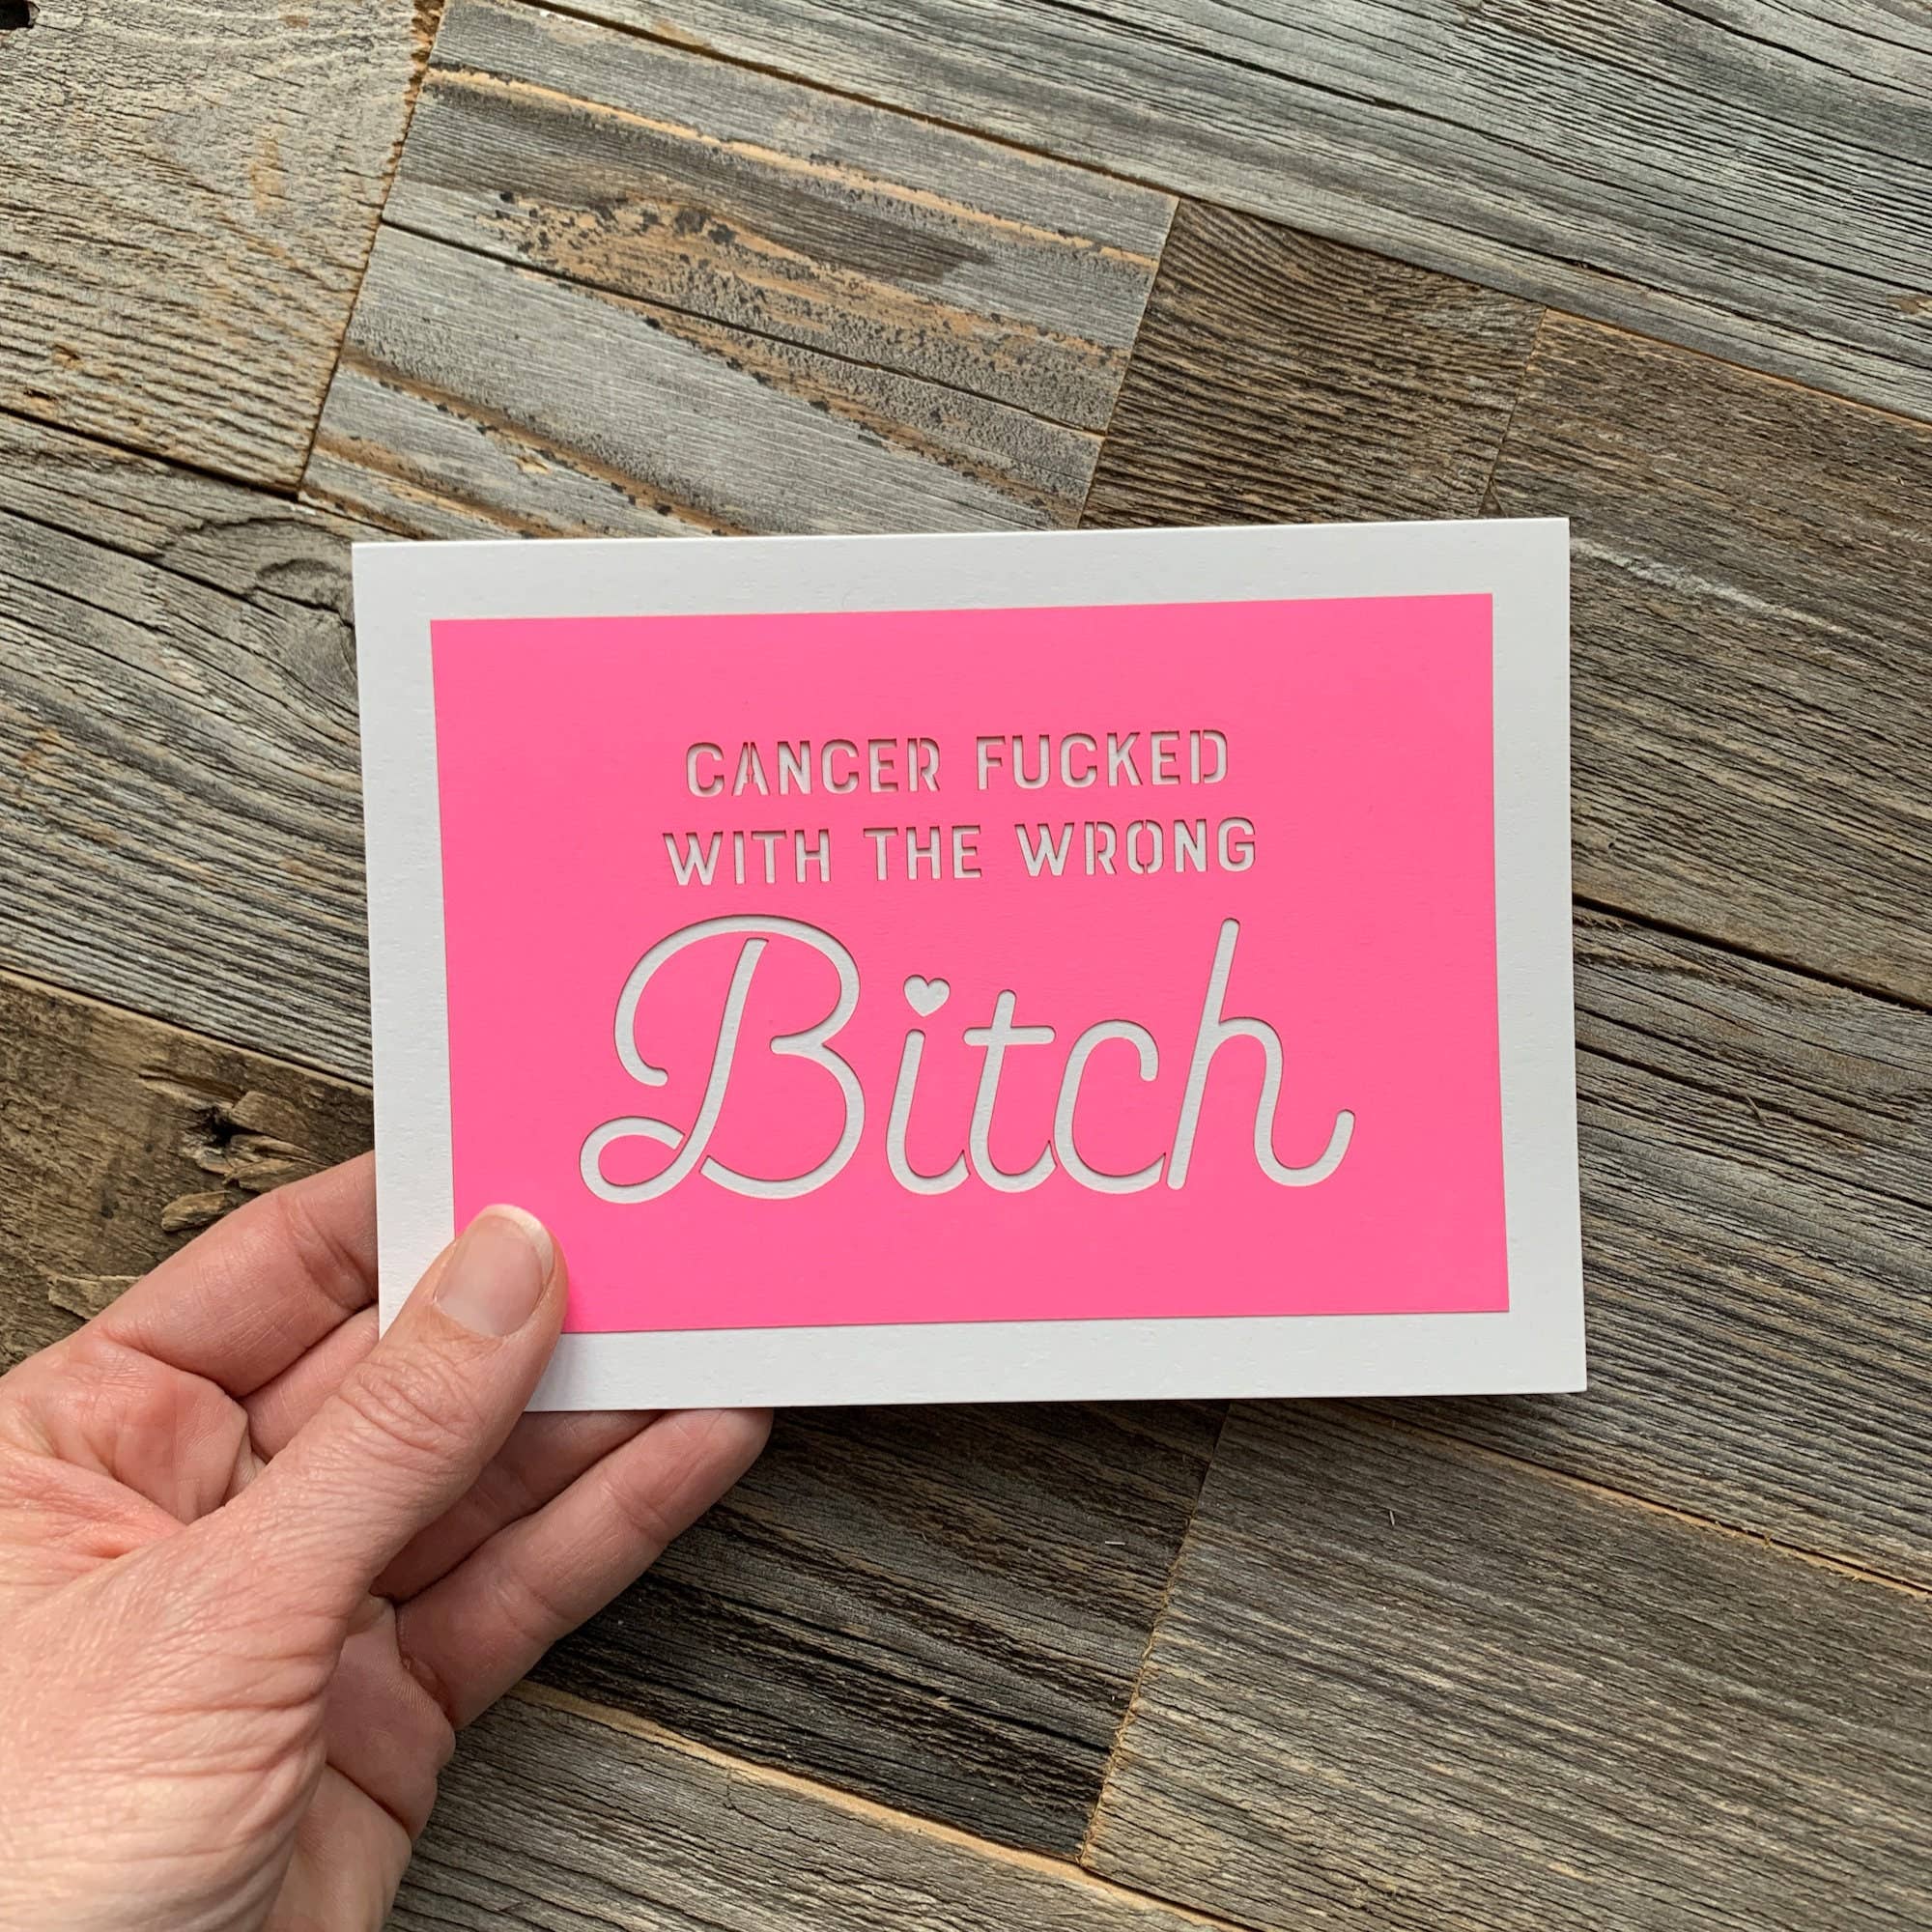 CANCER FUCKED
WITH THE WRONG
Bitch